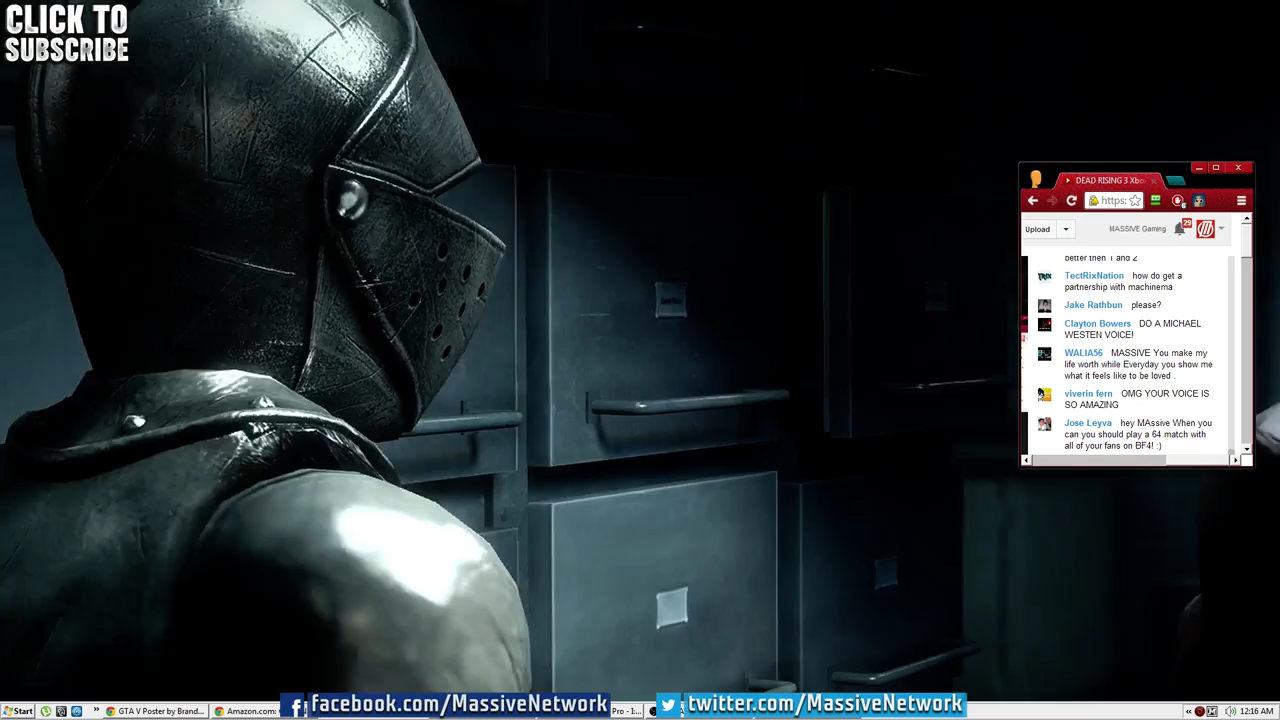 CLICK TO
SUBSCRIBE
DEAD RISING 3 Xbo
https:
Upload
MASSIVE Gaming
29
better then 1 and 2
TectRixNation how do get a
partnership with machinema
Jake Rathbun please?
Clayton Bowers DO A MICHAEL
WESTEN VOICE!
WALIA56 MASSIVE You make my
life worth while Everyday you show me
what it feels like to be loved .
viverin fern OMG YOUR VOICE IS
SO AMAZING
Jose Leyva hey MAssive When you
can you should play a 64 match with
all of your fans on BF4! :)
Start
GTA V Poster by Brand...
Amazon.com:
facebook.com/MassiveNetwork
Pro - I...
twitter.com/MassiveNetwork
12:16 AM